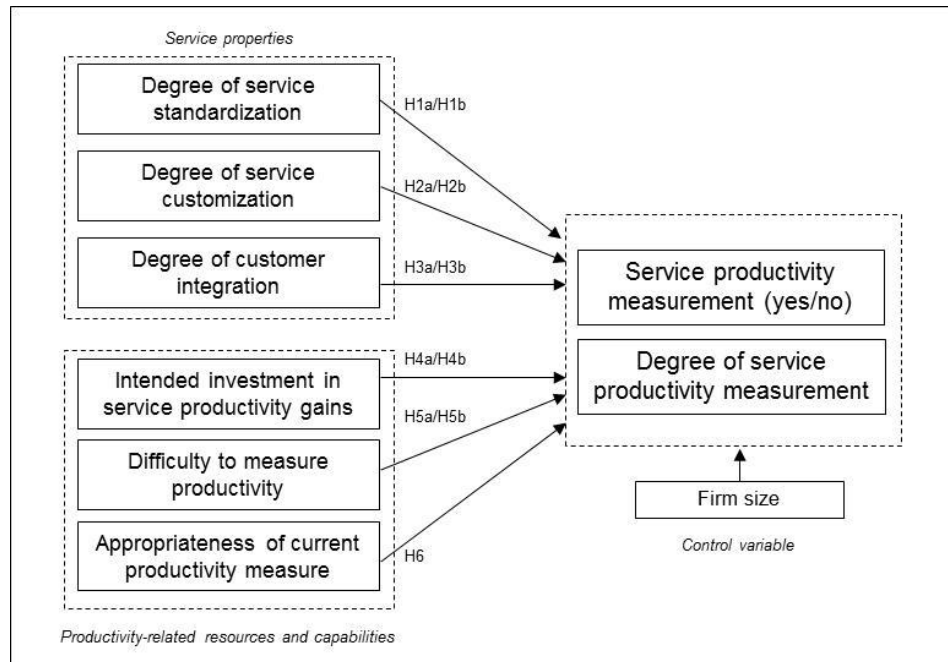 Service properties
Degree of service
standardization
H1a/H1b
Degree of service
customization
H2a/H2b
Degree of customer
integration
H3a/H3b
Service productivity
measurement (yes/no)
Degree of service
productivity measurement
Intended investment in
service productivity gains
H4a/H4b
Difficulty to measure
productivity
H5a/H5b
Appropriateness of current
productivity measure
H6
Firm size
Control variable
Productivity-related resources and capabilities